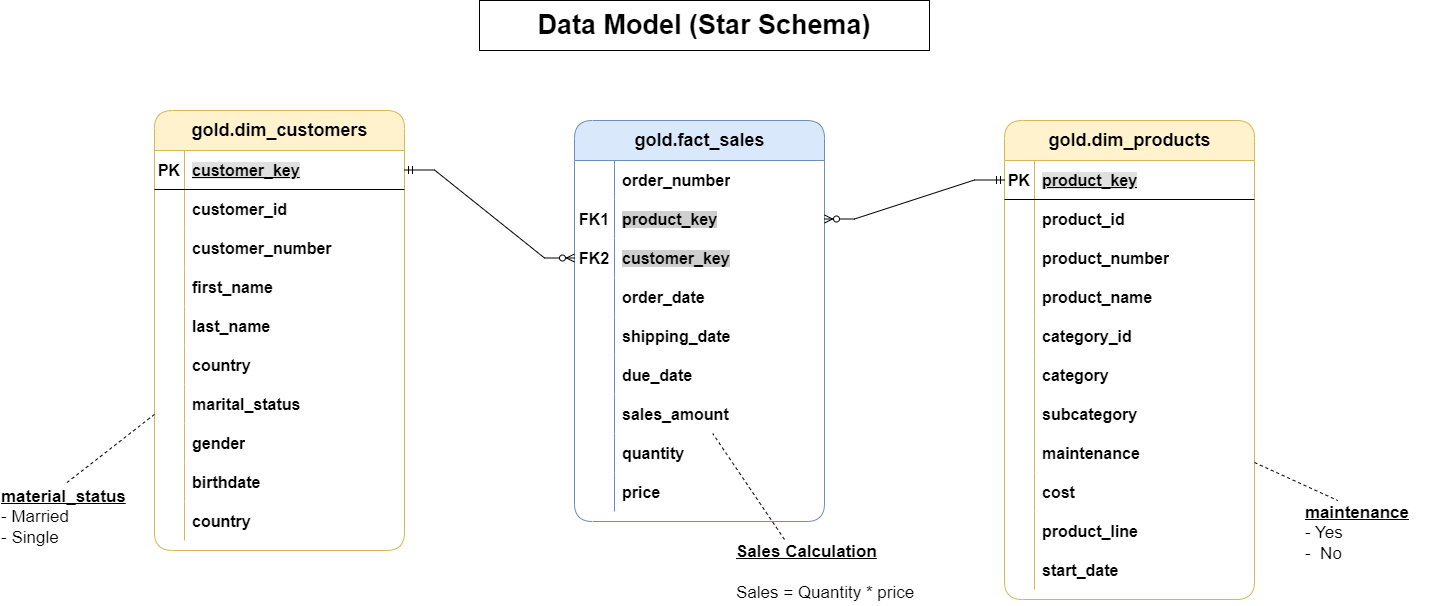 Data Model (Star Schema)
gold.dim_customers
PK customer_key
customer_id
customer_number
first_name
last_name
country
marital_status
gender
birthdate
country
material_status
- Married
- Single
gold.fact_sales
order_number
FK1 product_key
FK2 customer_key
order_date
shipping_date
due_date
sales_amount
quantity
price
Sales Calculation
Sales = Quantity * price
gold.dim_products
PK product_key
product_id
product_number
product_name
category_id
category
subcategory
maintenance
cost
product_line
start_date
maintenance
- Yes
- No